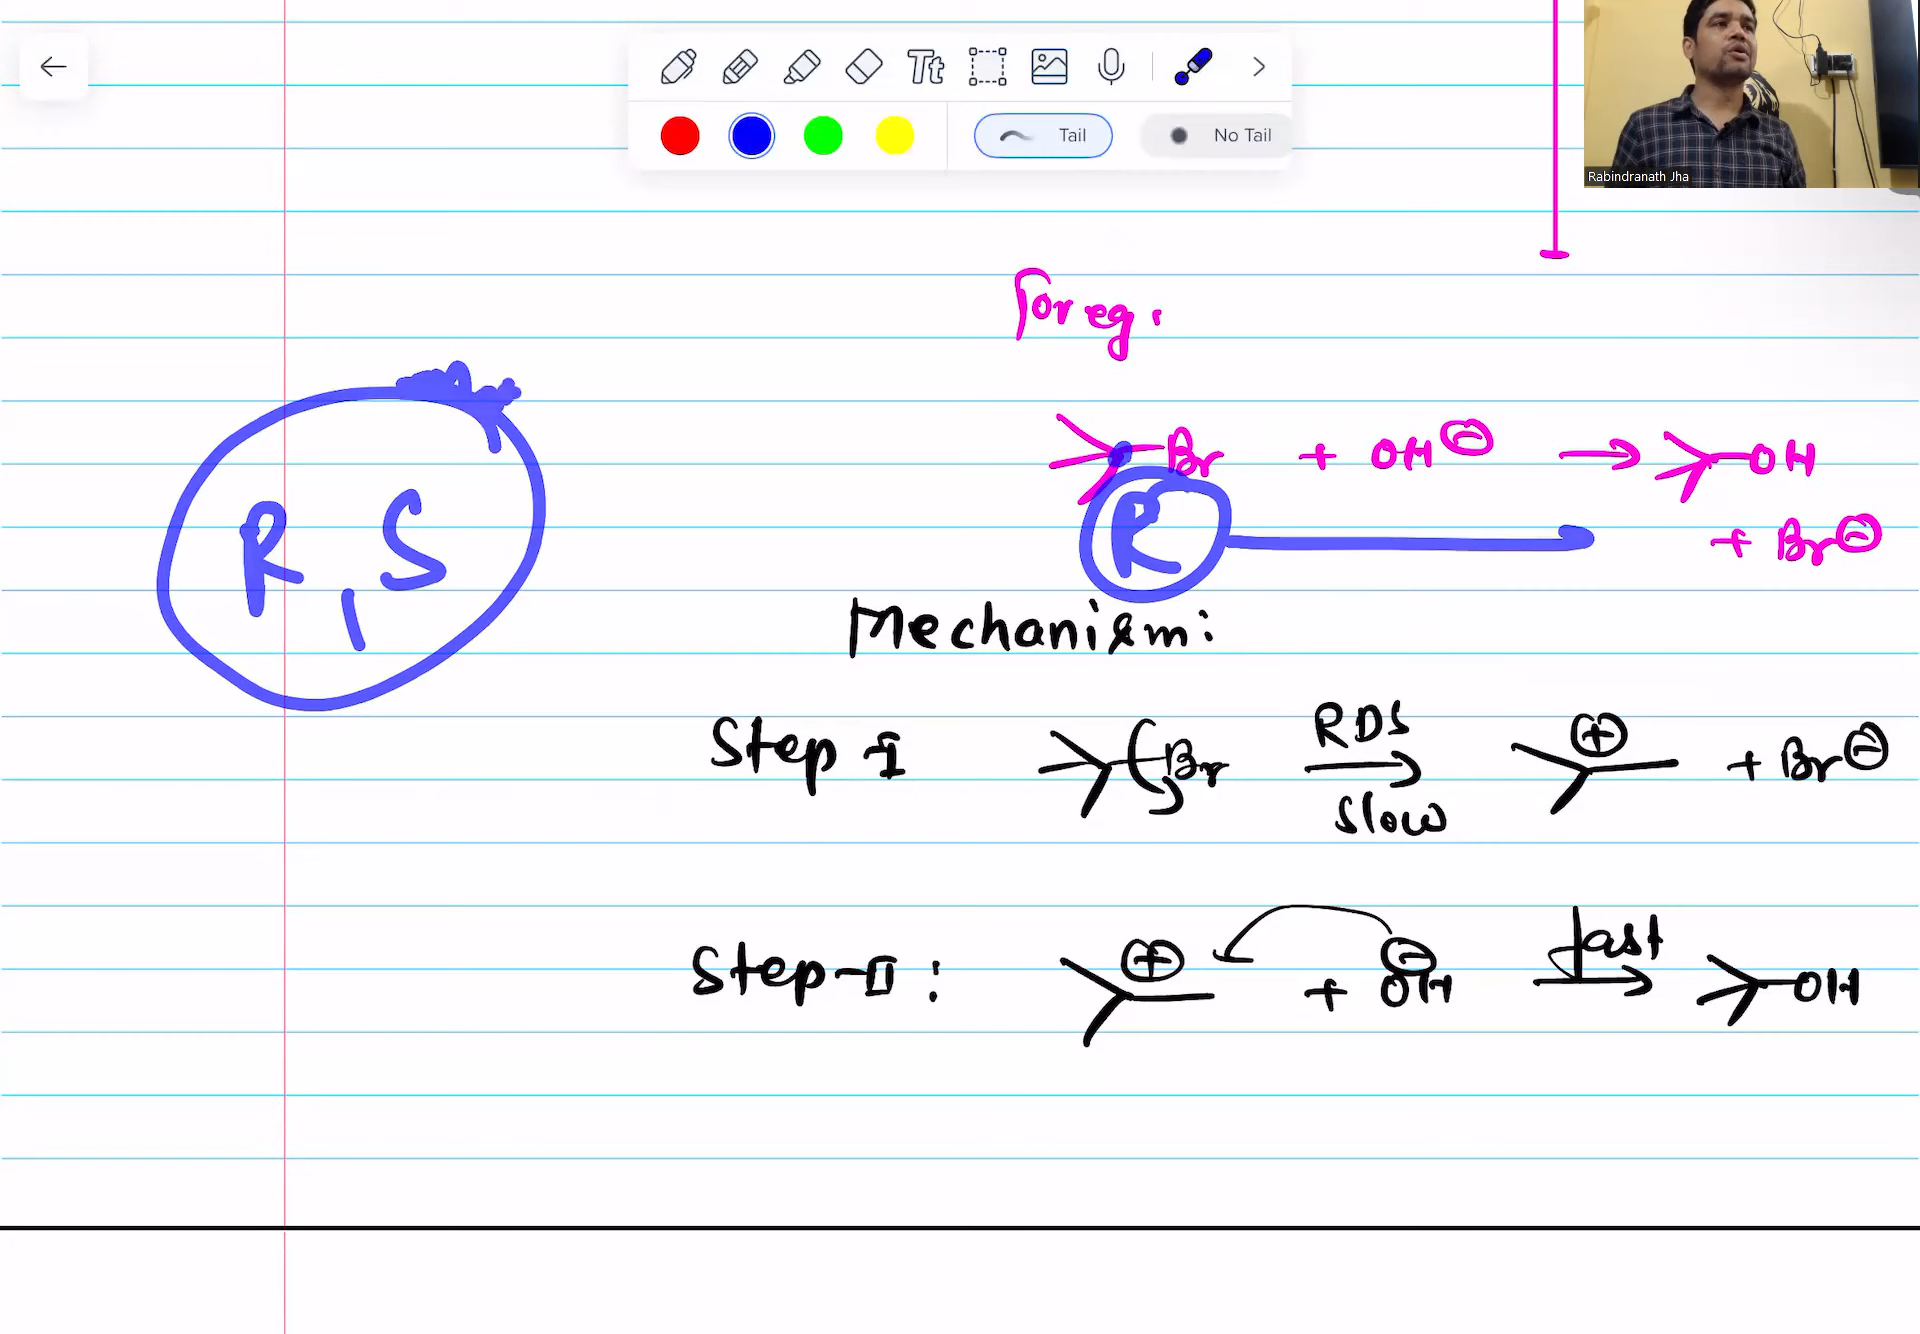 Tt
Tail
No Tail
Rabindranath Jha
For eg.
Br + OH⊖ → OH
+ Br⊖
R, S
R
Mechanism:
Step I Br RDS slow ⊕ + Br⊖
Step-II: ⊕ + OH⊖ fast OH